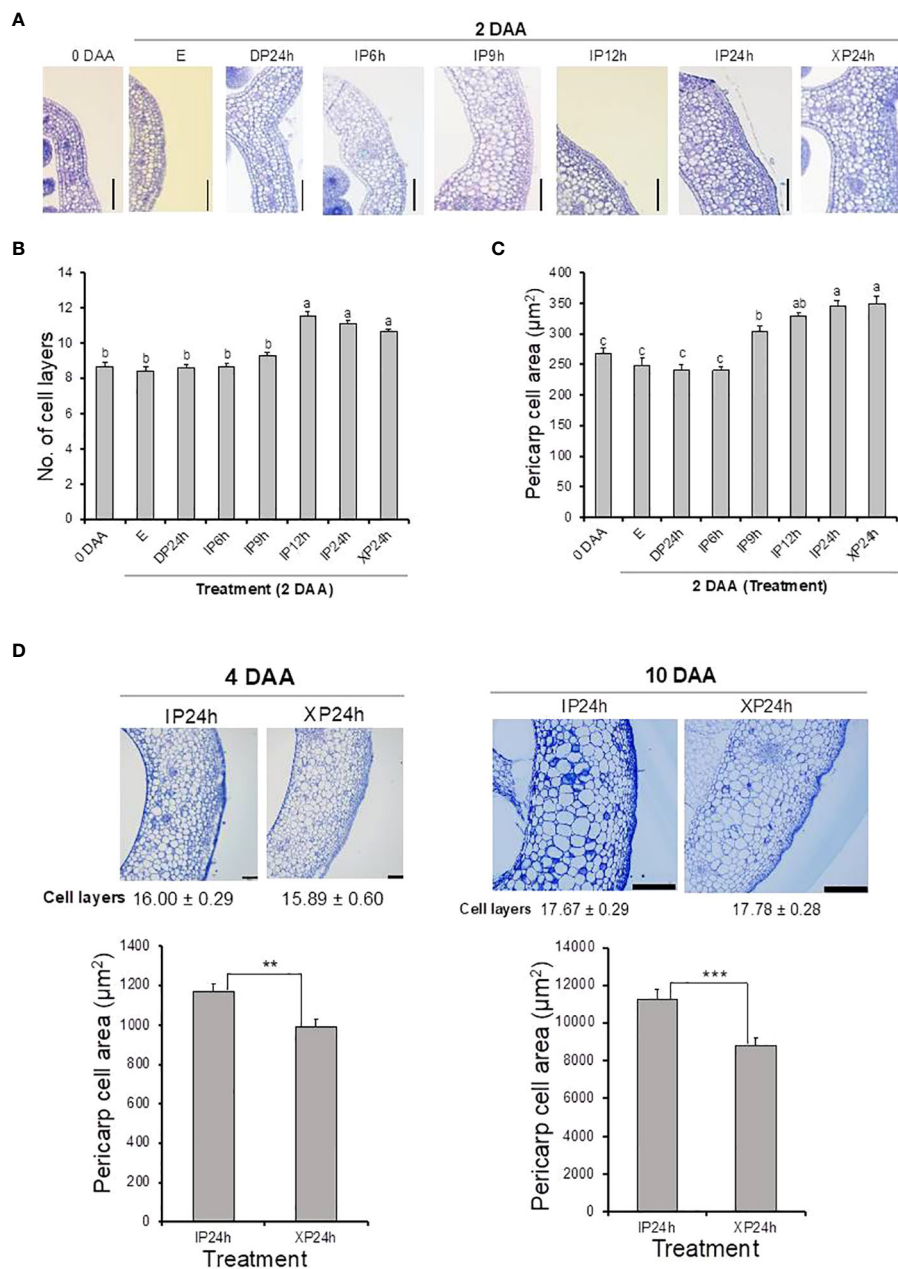 A
2 DAA
0 DAA E DP24h IP6h IP9h IP12h IP24h XP24h
B
No. of cell layers
14
12
10
8
6
4
2
0
b b b b b a a a
0 DAA E DP24h IP6h IP9h IP12h IP24h XP24h
Treatment (2 DAA)
C
Pericarp cell area (µm²)
400
350
300
250
200
150
100
50
0
c c c c b ab a a
0 DAA E DP24h IP6h IP9h IP12h IP24h XP24h
2 DAA (Treatment)
D
4 DAA
IP24h XP24h
Cell layers 16.00 ± 0.29 15.89 ± 0.60
Pericarp cell area (µm²)
1400
1200
1000
800
600
400
200
0
**
IP24h XP24h
Treatment
10 DAA
IP24h XP24h
Cell layers 17.67 ± 0.29 17.78 ± 0.28
Pericarp cell area (µm²)
14000
12000
10000
8000
6000
4000
2000
0
***
IP24h XP24h
Treatment